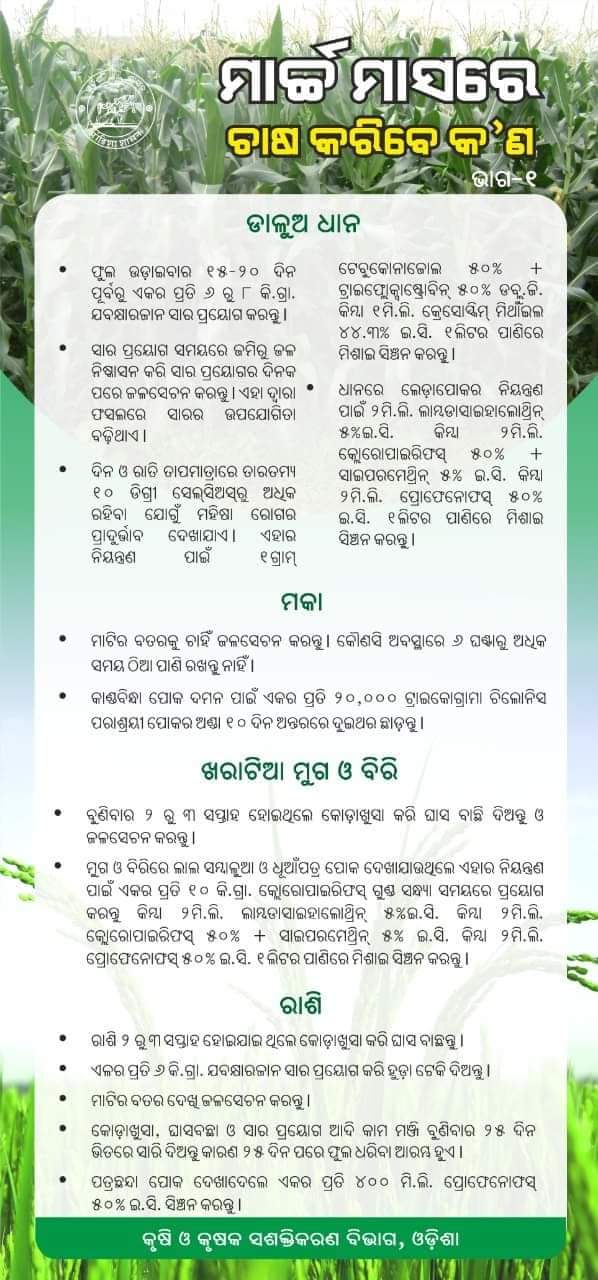 ମାର୍ଚ୍ଚ ମାସରେ
ଚାଷ କରିବେ କ'ଣ
ଭାଗ-୧
ଡାଳୁଅ ଧାନ
• ଫୁଲ ଉଡ଼ାଇବାର ୧୫-୨୦ ଦିନ
ପୂର୍ବରୁ ଏକର ପ୍ରତି ୬ ରୁ ୮ କି.ଗ୍ରା.
ଯବକ୍ଷାରଜାନ ସାର ପ୍ରୟୋଗ କରନ୍ତୁ ।
• ସାର ପ୍ରୟୋଗ ସମୟରେ ଜମିରୁ ଜଳ
ନିଷ୍କାସନ କରି ସାର ପ୍ରୟୋଗର ଦିନକ
ପରେ ଜଳସେଚନ କରନ୍ତୁ । ଏହା ଦ୍ୱାରା
ଫସଲରେ ସାରର ଉପଯୋଗିତା
ବଢ଼ିଥାଏ ।
• ଦିନ ଓ ରାତି ତାପମାତ୍ରାରେ ତାରତମ୍ୟ
୧୦ ଡିଗ୍ରୀ ସେଲ୍‌ସିଅସ୍‌ରୁ ଅଧିକ
ରହିବା ଯୋଗୁଁ ମହିଷା ରୋଗର
ପ୍ରାଦୁର୍ଭାବ ଦେଖାଯାଏ । ଏହାର
ନିୟନ୍ତ୍ରଣ ପାଇଁ ୧ଗ୍ରାମ୍
ଟେବୁକୋନାଜୋଲ ୫୦% +
ଟ୍ରାଇଫ୍ଲୋକ୍ସାଷ୍ଟ୍ରୋବିନ୍ ୫୦% ଡବ୍ଲୁ.ଜି.
କିମ୍ବା ୧ମି.ଲି. କ୍ରେସୋକ୍ସିମ୍ ମିଥାଁଇଲ
୪୪.୩% ଇ.ସି. ୧ଲିଟର ପାଣିରେ
ମିଶାଇ ସିଞ୍ଚନ କରନ୍ତୁ ।
• ଧାନରେ ଲେଡ଼ାପୋକର ନିୟନ୍ତ୍ରଣ
ପାଇଁ ୨ମି.ଲି. ଲାମ୍ବଡାସାଇହାଲୋଥ୍ରିନ୍
୫%ଇ.ସି. କିମ୍ବା ୨ମି.ଲି.
କ୍ଲୋରୋପାଇରିଫସ୍ ୫୦% +
ସାଇପରମେଥ୍ରିନ୍ ୫% ଇ.ସି. କିମ୍ବା
୨ମି.ଲି. ପ୍ରୋଫେନୋଫସ୍ ୫୦%
ଇ.ସି. ୧ଲିଟର ପାଣିରେ ମିଶାଇ
ସିଞ୍ଚନ କରନ୍ତୁ ।
ମକା
• ମାଟିର ବତରକୁ ଚାହିଁ ଜଳସେଚନ କରନ୍ତୁ । କୌଣସି ଅବସ୍ଥାରେ ୬ ଘଣ୍ଟାରୁ ଅଧିକ
ସମୟ ଠିଆ ପାଣି ରଖନ୍ତୁ ନାହିଁ ।
• କାଣ୍ଡବିନ୍ଧା ପୋକ ଦମନ ପାଇଁ ଏକର ପ୍ରତି ୨୦,୦୦୦ ଟ୍ରାଇକୋଗ୍ରାମା ଚିଲୋନିସ
ପରାଶ୍ରୟୀ ପୋକର ଅଣ୍ଡା ୧୦ ଦିନ ଅନ୍ତରରେ ଦୁଇଥର ଛାଡ଼ନ୍ତୁ ।
ଖରାଟିଆ ମୁଗ ଓ ବିରି
• ବୁଣିବାର ୨ ରୁ ୩ ସପ୍ତାହ ହୋଇଥିଲେ କୋଡ଼ାଖୁସା କରି ଘାସ ବାଛି ଦିଅନ୍ତୁ ଓ
ଜଳସେଚନ କରନ୍ତୁ ।
• ମୁଗ ଓ ବିରିରେ ଲାଲ ସମ୍ବାଳୁଆ ଓ ଧୂଆଁପତ୍ର ପୋକ ଦେଖାଯାଉଥିଲେ ଏହାର ନିୟନ୍ତ୍ରଣ
ପାଇଁ ଏକର ପ୍ରତି ୧୦ କି.ଗ୍ରା. କ୍ଲୋରୋପାଇରିଫସ୍ ଗୁଣ୍ଡ ସନ୍ଧ୍ୟା ସମୟରେ ପ୍ରୟୋଗ
କରନ୍ତୁ କିମ୍ବା ୨ମି.ଲି. ଲାମ୍ବଡାସାଇହାଲୋଥ୍ରିନ୍ ୫%ଇ.ସି. କିମ୍ବା ୨ମି.ଲି.
କ୍ଲୋରୋପାଇରିଫସ୍ ୫୦% + ସାଇପରମେଥ୍ରିନ୍ ୫% ଇ.ସି. କିମ୍ବା ୨ମି.ଲି.
ପ୍ରୋଫେନୋଫସ୍ ୫୦% ଇ.ସି. ୧ଲିଟର ପାଣିରେ ମିଶାଇ ସିଞ୍ଚନ କରନ୍ତୁ ।
ରାଶି
• ରାଶି ୨ ରୁ ୩ ସପ୍ତାହ ହୋଇଯାଇ ଥିଲେ କୋଡ଼ାଖୁସା କରି ଘାସ ବାଛନ୍ତୁ ।
• ଏକର ପ୍ରତି ୬ କି.ଗ୍ରା. ଯବକ୍ଷାରଜାନ ସାର ପ୍ରୟୋଗ କରି ହୁଡ଼ା ଟେକି ଦିଅନ୍ତୁ ।
• ମାଟିର ବତର ଦେଖି ଜଳସେଚନ କରନ୍ତୁ ।
• କୋଡ଼ାଖୁସା, ଘାସବଛା ଓ ସାର ପ୍ରୟୋଗ ଆଦି କାମ ମଞ୍ଜି ବୁଣିବାର ୨୫ ଦିନ
ଭିତରେ ସାରି ଦିଅନ୍ତୁ କାରଣ ୨୫ ଦିନ ପରେ ଫୁଲ ଧରିବା ଆରମ୍ଭ ହୁଏ ।
• ପତ୍ରଛନ୍ଦା ପୋକ ଦେଖାଦେଲେ ଏକର ପ୍ରତି ୪୦୦ ମି.ଲି. ପ୍ରୋଫେନୋଫସ୍
୫୦% ଇ.ସି. ସିଞ୍ଚନ କରନ୍ତୁ ।
କୃଷି ଓ କୃଷକ ସଶକ୍ତିକରଣ ବିଭାଗ, ଓଡ଼ିଶା